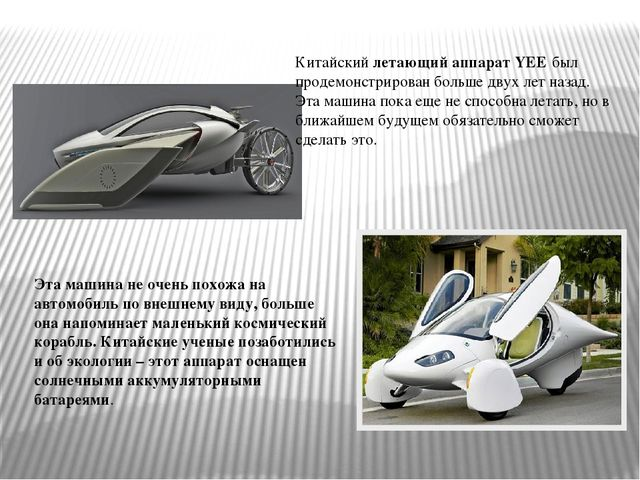 Китайский летающий аппарат YEE был
продемонстрирован больше двух лет назад.
Эта машина пока еще не способна летать, но в
ближайшем будущем обязательно сможет
сделать это.
Эта машина не очень похожа на
автомобиль по внешнему виду, больше
она напоминает маленький космический
корабль. Китайские ученые позаботились
и об экологии – этот аппарат оснащен
солнечными аккумуляторными
батареями.